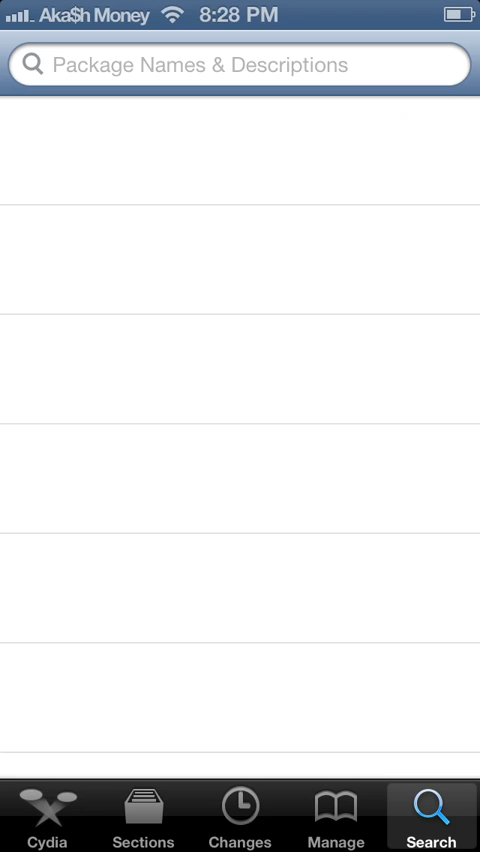 Aka$h Money 8:28 PM
Package Names & Descriptions
Cydia Sections Changes Manage Search